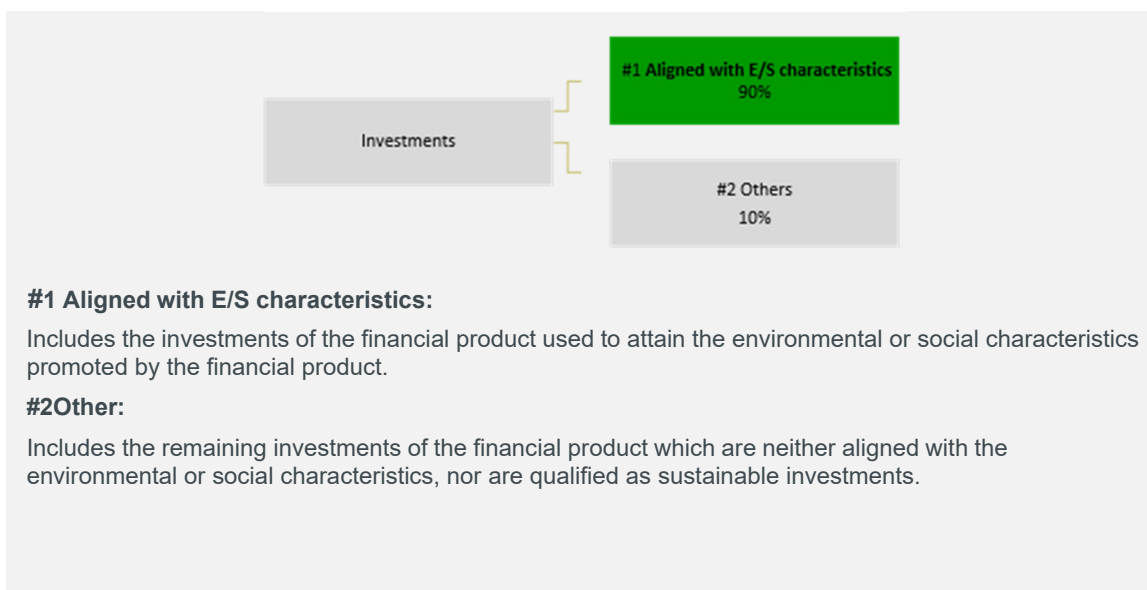 #1 Aligned with E/S characteristics
90%
Investments
#2 Others
10%
#1 Aligned with E/S characteristics:
Includes the investments of the financial product used to attain the environmental or social characteristics
promoted by the financial product.
#2Other:
Includes the remaining investments of the financial product which are neither aligned with the
environmental or social characteristics, nor are qualified as sustainable investments.